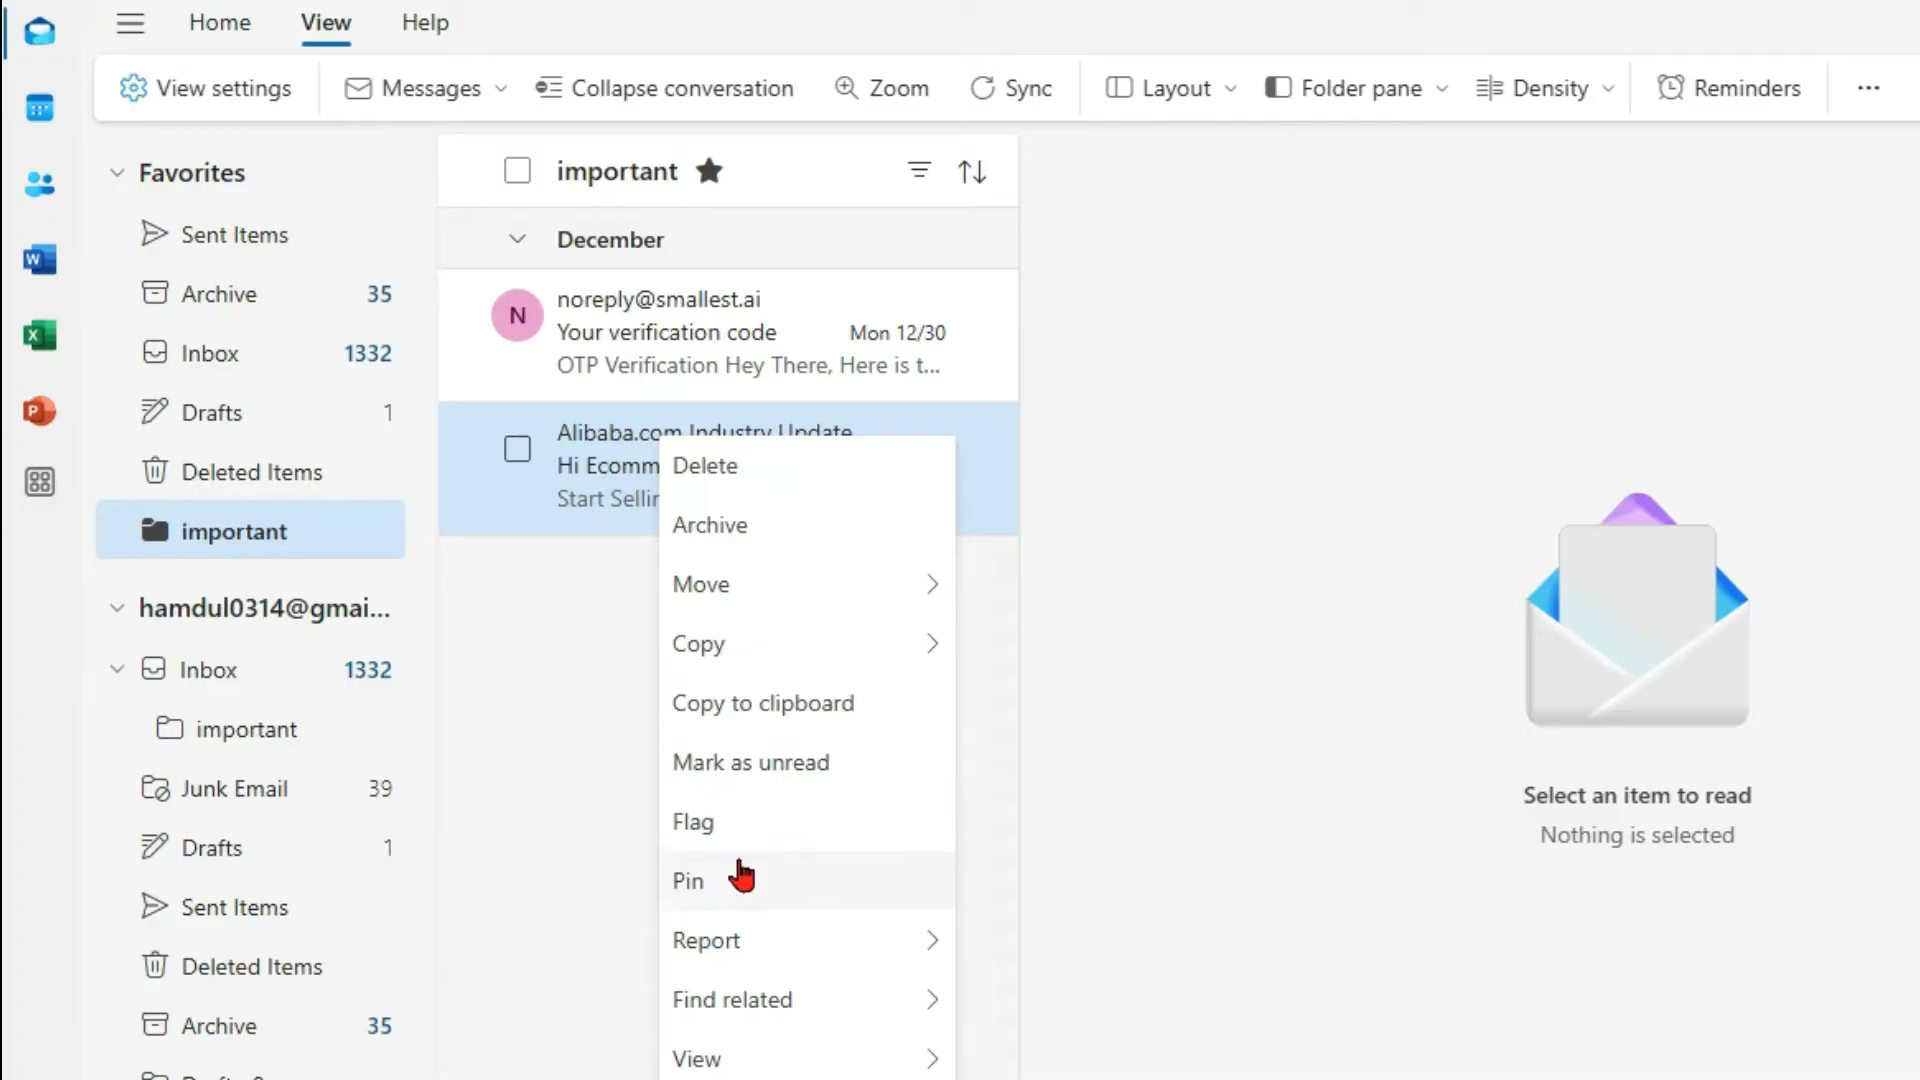 Home View Help
View settings Messages Collapse conversation Zoom Sync Layout Folder pane Density Reminders ...
Favorites
Sent Items
Archive 35
Inbox 1332
Drafts 1
Deleted Items
important
hamdul0314@gmai...
Inbox 1332
important
Junk Email 39
Drafts 1
Sent Items
Deleted Items
Archive 35
important
December
N
noreply@smallest.ai
Your verification code Mon 12/30
OTP Verification Hey There, Here is t...
Alibaba.com Industry Update
Hi Ecomm
Start Sellin
Delete
Archive
Move
Copy
Copy to clipboard
Mark as unread
Flag
Pin
Report
Find related
View
Select an item to read
Nothing is selected
W
X
P